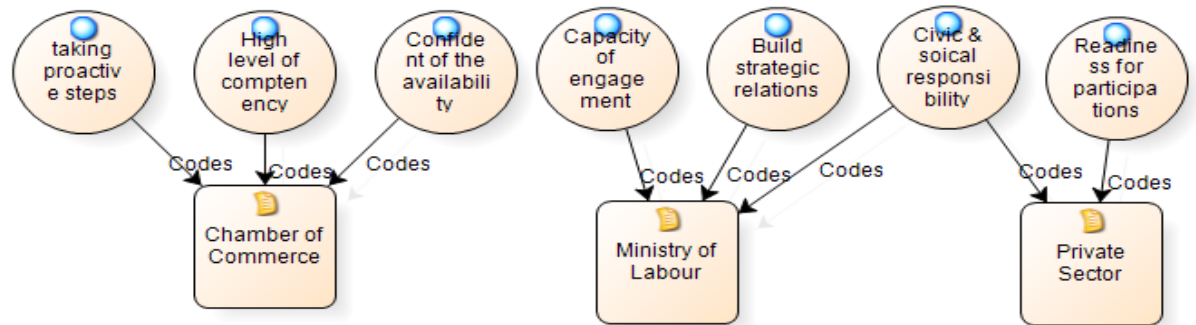 taking
proactiv
e steps
High
level of
compten
ency
Confide
nt of the
availabili
ty
Capacity
of
engage
ment
Build
strategic
relations
Civic &
soical
responsi
bility
Readine
ss for
participa
tions
Codes
Codes
Codes
Codes
Codes
Codes
Codes
Codes
Chamber of
Commerce
Ministry of
Labour
Private
Sector